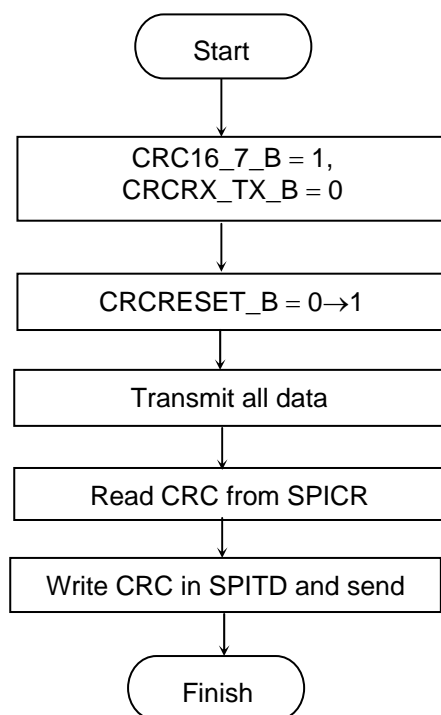 Start
CRC16_7_B = 1,
CRCRX_TX_B = 0
CRCRESET_B = 0→1
Transmit all data
Read CRC from SPICR
Write CRC in SPITD and send
Finish